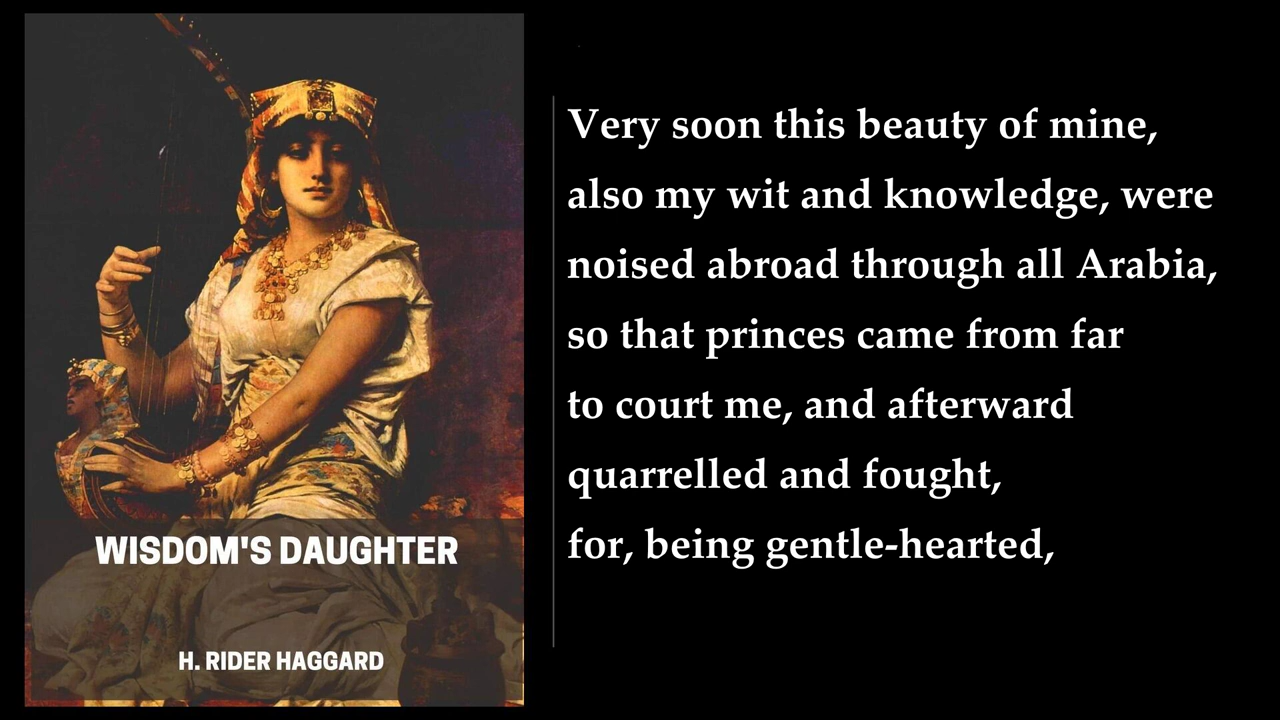 WISDOM'S DAUGHTER
H. RIDER HAGGARD
Very soon this beauty of mine,
also my wit and knowledge, were
noised abroad through all Arabia,
so that princes came from far
to court me, and afterward
quarrelled and fought,
for, being gentle-hearted,